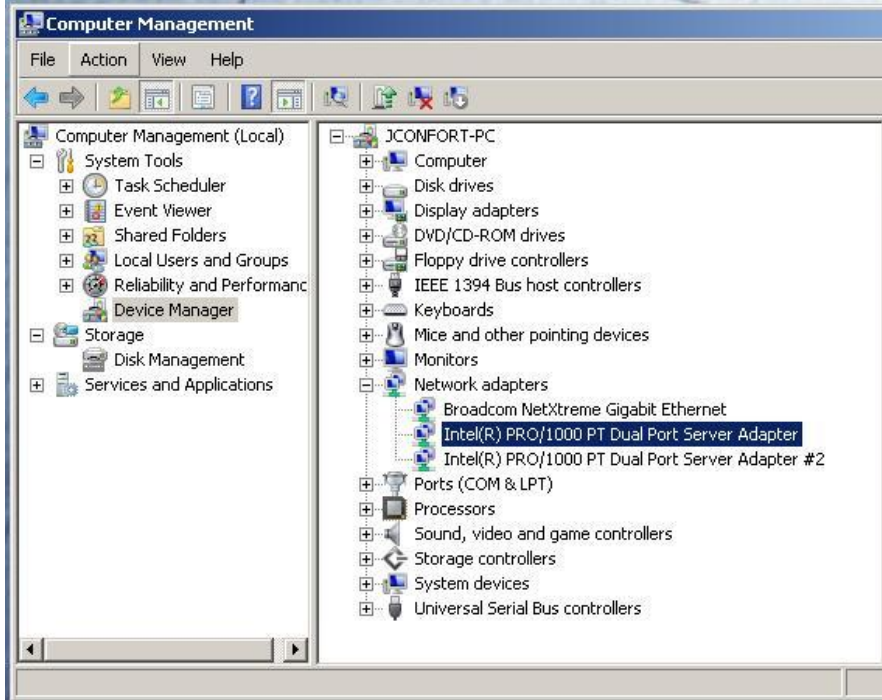 Computer Management
File Action View Help
Computer Management (Local)
System Tools
Task Scheduler
Event Viewer
Shared Folders
Local Users and Groups
Reliability and Performanc
Device Manager
Storage
Disk Management
Services and Applications
JCONFORT-PC
Computer
Disk drives
Display adapters
DVD/CD-ROM drives
Floppy drive controllers
IEEE 1394 Bus host controllers
Keyboards
Mice and other pointing devices
Monitors
Network adapters
Broadcom NetXtreme Gigabit Ethernet
Intel(R) PRO/1000 PT Dual Port Server Adapter
Intel(R) PRO/1000 PT Dual Port Server Adapter #2
Ports (COM & LPT)
Processors
Sound, video and game controllers
Storage controllers
System devices
Universal Serial Bus controllers